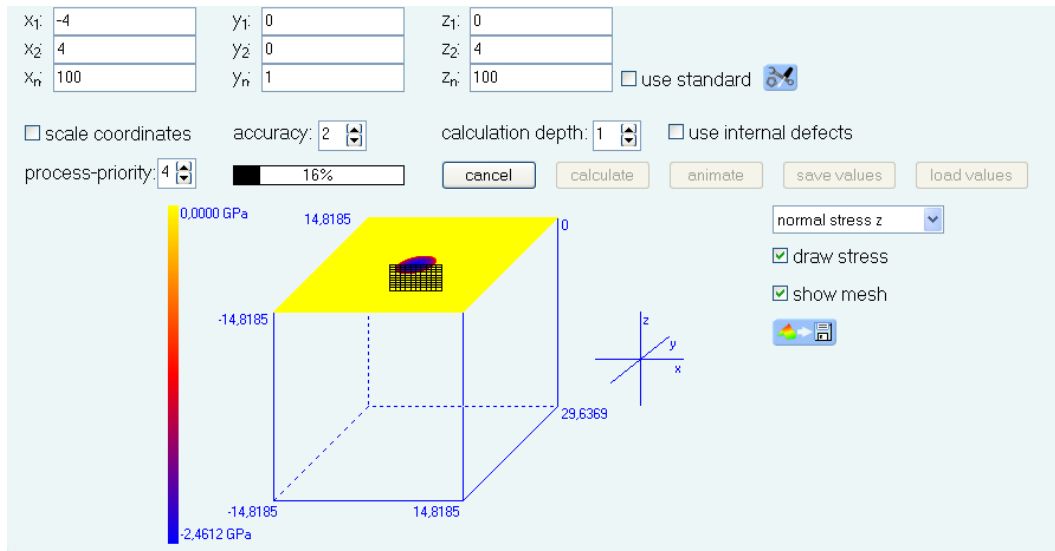 x1: -4 y1: 0 z1: 0
x2: 4 y2: 0 z2: 4
xn: 100 yn: 1 zn: 100 use standard
scale coordinates accuracy: 2 calculation depth: 1 use internal defects
process-priority: 4 16% cancel calculate animate save values load values
0,0000 GPa 14,8185 0 normal stress z
draw stress
show mesh
-14,8185 z
y
x
29,6369
-14,8185 14,8185
-2,4612 GPa